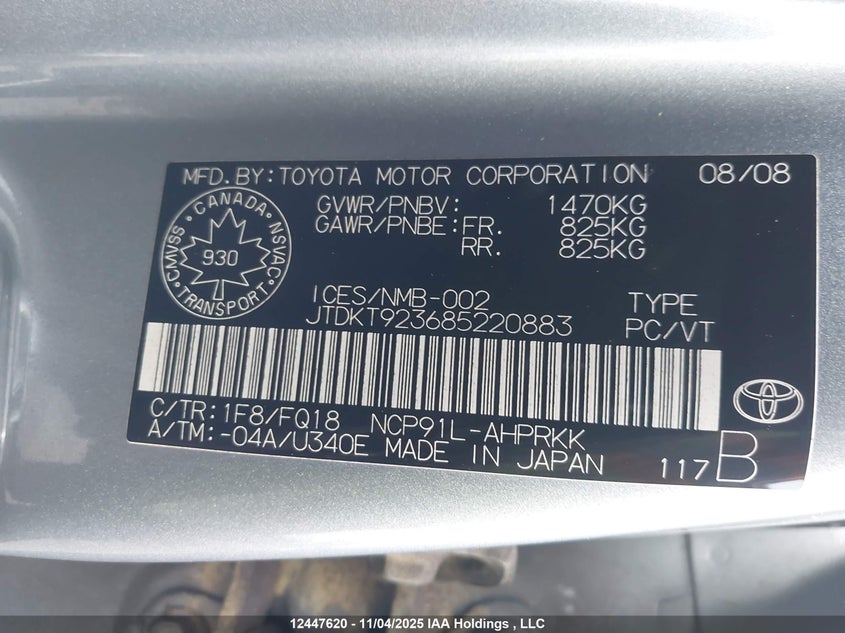 MFD.BY:TOYOTA MOTOR CORPORATION 08/08
GVWR/PNBV: 1470KG
GAWR/PNBE:FR. 825KG
RR. 825KG
CANADA
CMVSS NSVAC
930
TRANSPORT
ICES/NMB-002 TYPE
JTDKT923685220883 PC/VT
C/TR:1F8/FQ18 NCP91L-AHPRKK
A/TM:-04A/U340E MADE IN JAPAN 117 B
12447620 - 11/04/2025 IAA Holdings , LLC